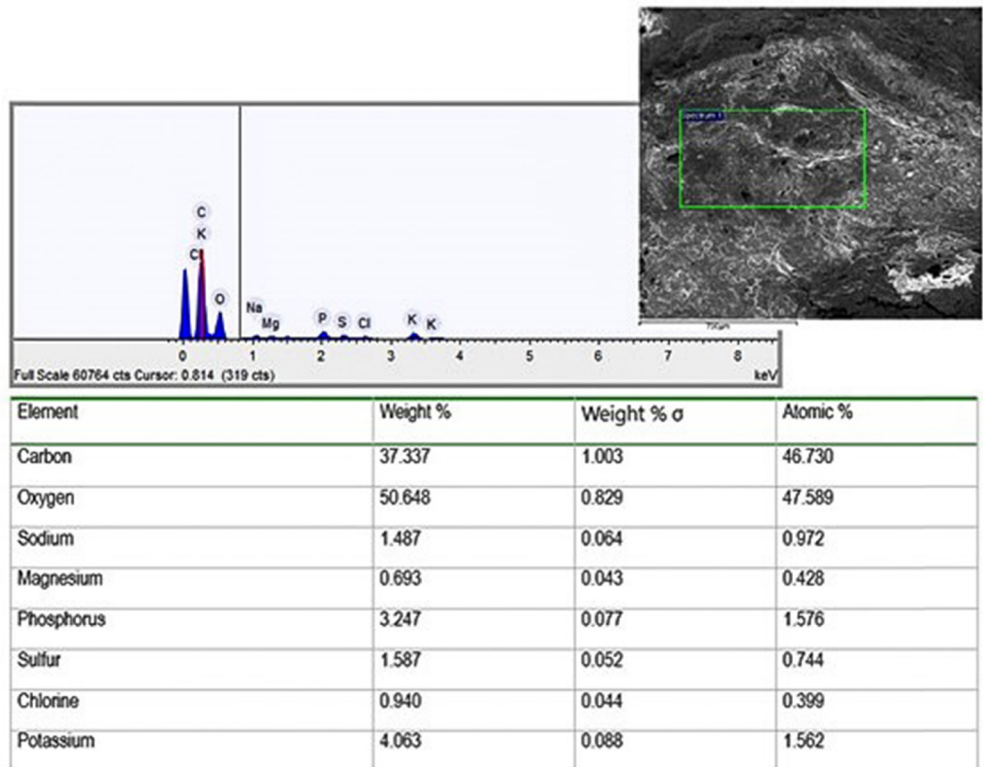 Spectrum 1
700µm
C
K
Cl
O
Na
Mg
P
S
Cl
K
K
0 1 2 3 4 5 6 7 8
Full Scale 60764 cts Cursor: 0.814 (319 cts)
keV
Element Weight % Weight % σ Atomic %
Carbon 37.337 1.003 46.730
Oxygen 50.648 0.829 47.589
Sodium 1.487 0.064 0.972
Magnesium 0.693 0.043 0.428
Phosphorus 3.247 0.077 1.576
Sulfur 1.587 0.052 0.744
Chlorine 0.940 0.044 0.399
Potassium 4.063 0.088 1.562